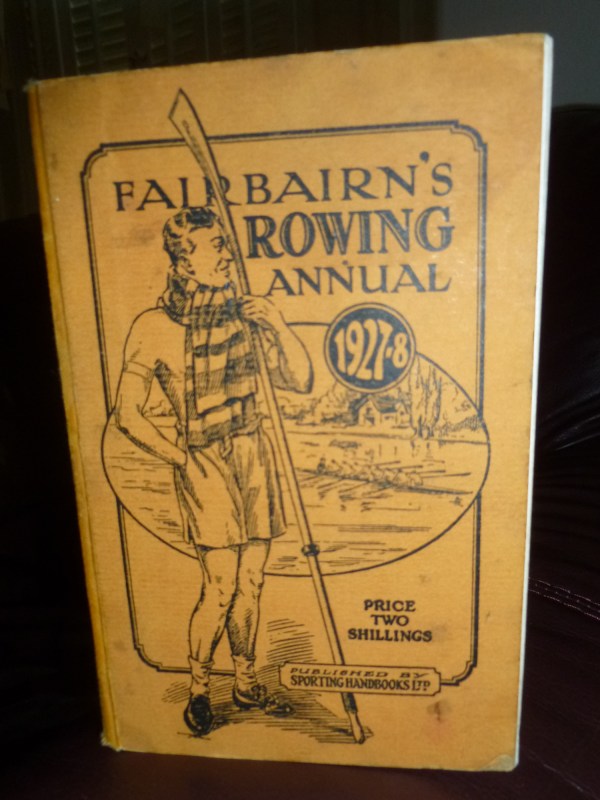 FAIRBAIRN'S
ROWING
ANNUAL
1927-8
PRICE
TWO
SHILLINGS
PUBLISHED BY
SPORTING HANDBOOKS LTD